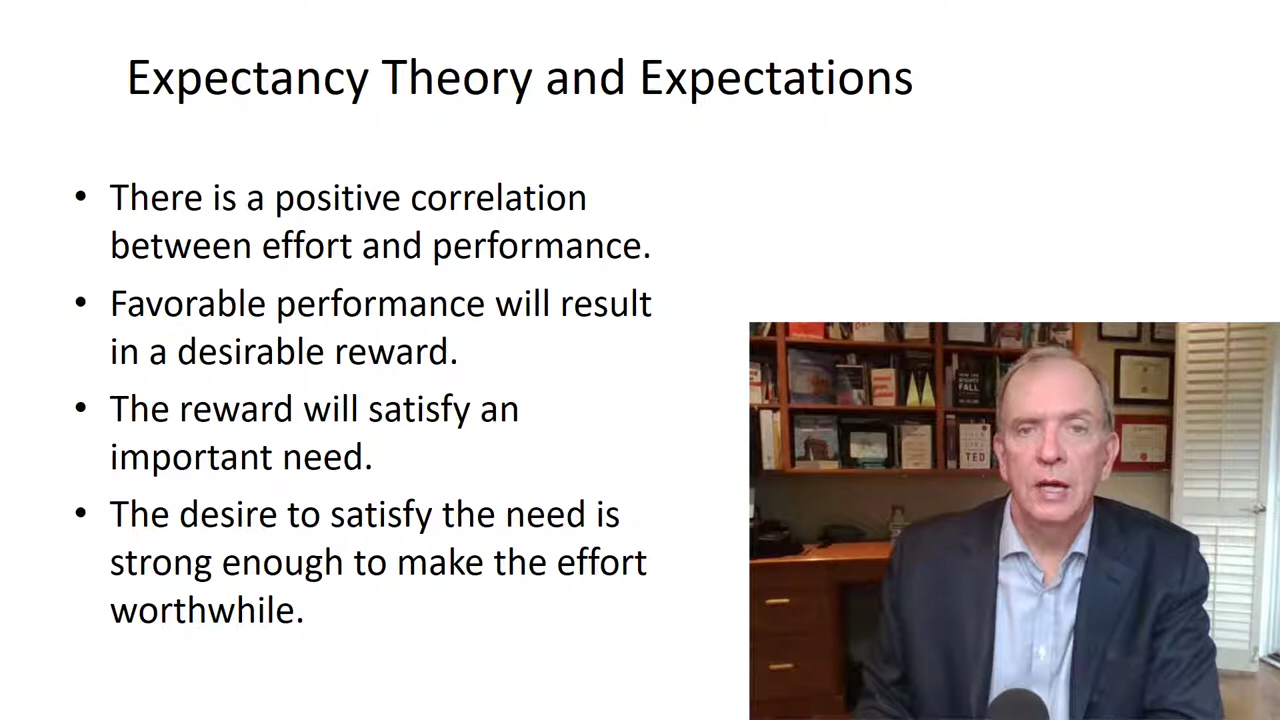 Expectancy Theory and Expectations
• There is a positive correlation
between effort and performance.
• Favorable performance will result
in a desirable reward.
• The reward will satisfy an
important need.
• The desire to satisfy the need is
strong enough to make the effort
worthwhile.
FALL
TED